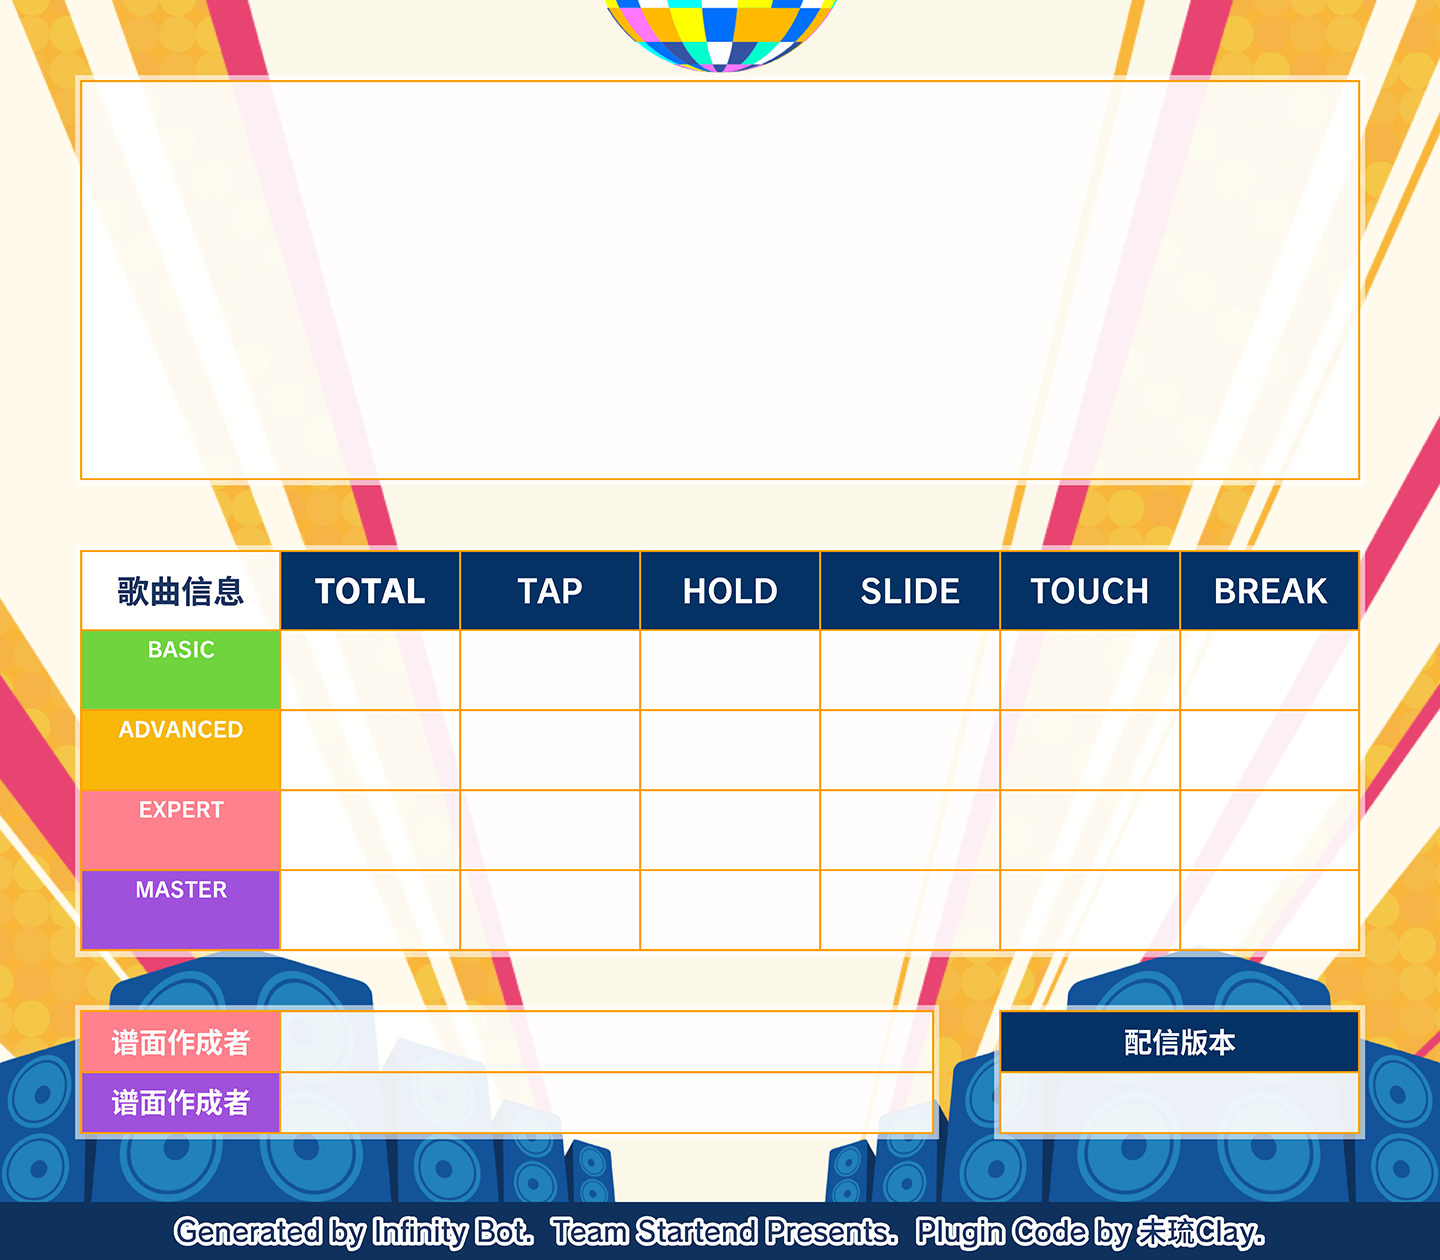 歌曲信息 TOTAL TAP HOLD SLIDE TOUCH BREAK
BASIC
ADVANCED
EXPERT
MASTER
谱面作成者
谱面作成者
配信版本
Generated by Infinity Bot. Team Startend Presents. Plugin Code by 未琉Clay.